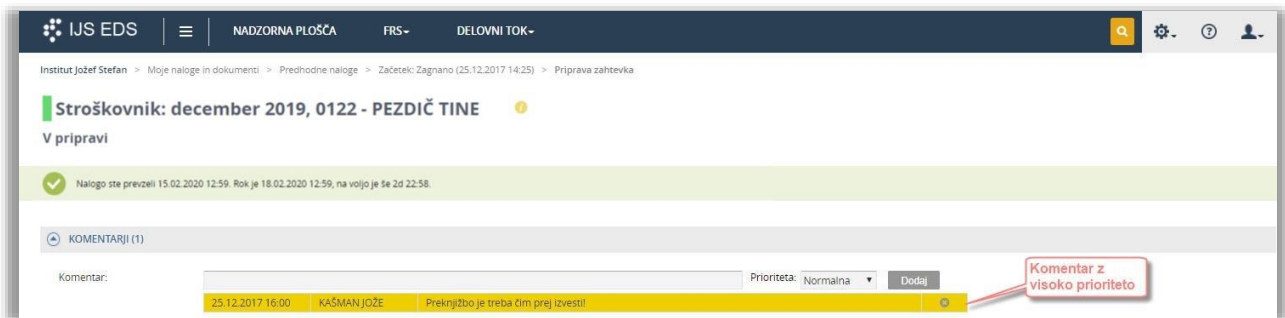 IJS EDS NADZORNA PLOŠČA FRS DELOVNI TOK
Institut Jožef Stefan > Moje naloge in dokumenti > Predhodne naloge > Začetek: Zagnano (25.12.2017 14:25) > Priprava zahtevka
Stroškovnik: december 2019, 0122 - PEZDIČ TINE
V pripravi
Nalogo ste prevzeli 15.02.2020 12:59. Rok je 18.02.2020 12:59, na voljo je še 2d 22:58.
KOMENTARJI (1)
Komentar: Prioriteta: Normalna Dodaj
Komentar z
visoko prioriteto
25.12.2017 16:00 KAŠMAN JOŽE Preknjižbo je treba čim prej izvesti!